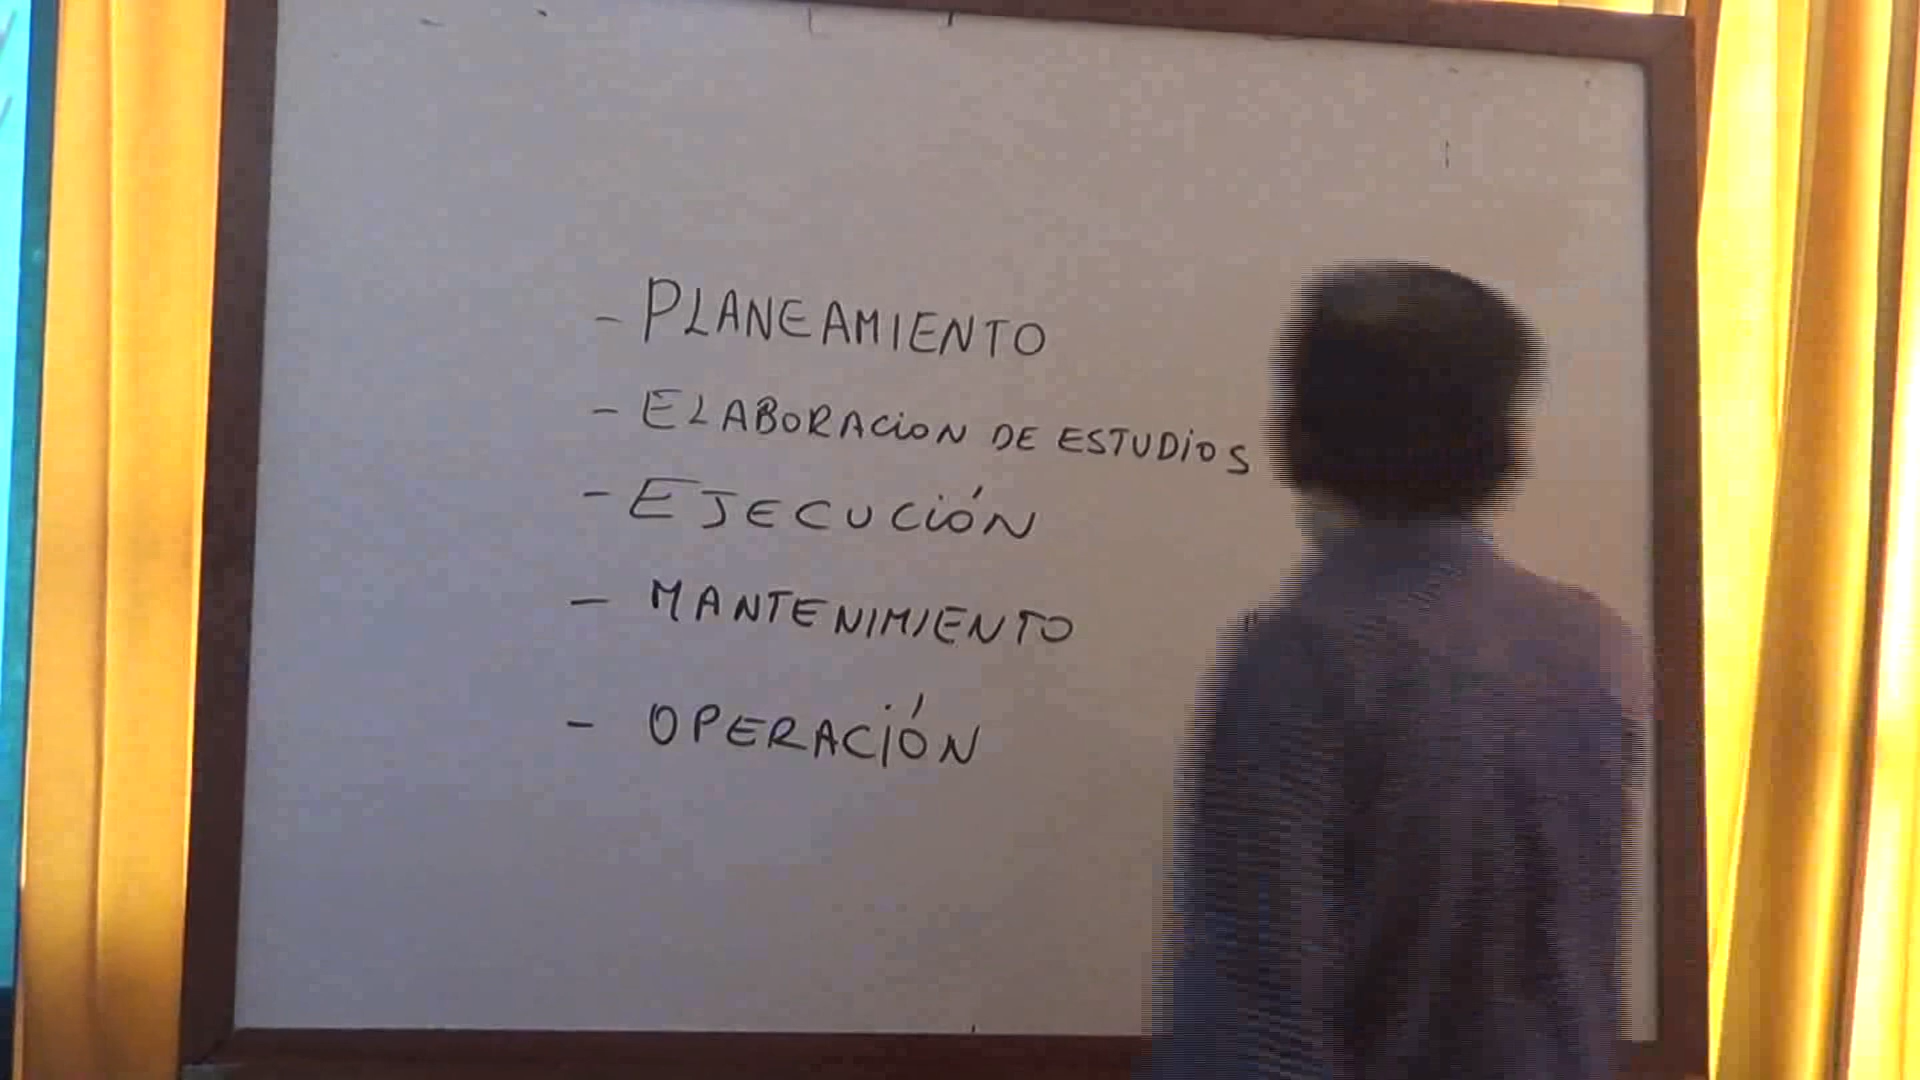 - PLANEAMIENTO
- ELABORACiON DE ESTUDiOS
- EJECUCiÓN
- MANTENIMIENTO
- OPERACiÓN